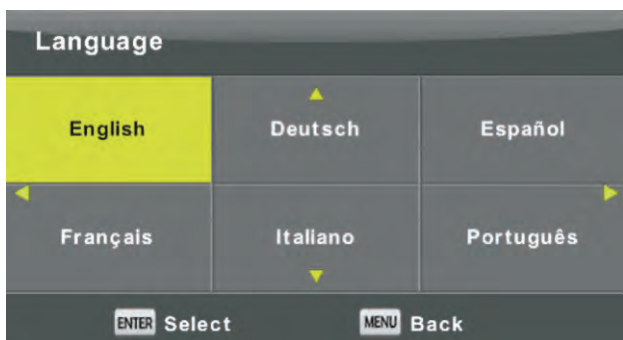 Language
English Deutsch Español
Français Italiano Português
ENTER Select MENU Back